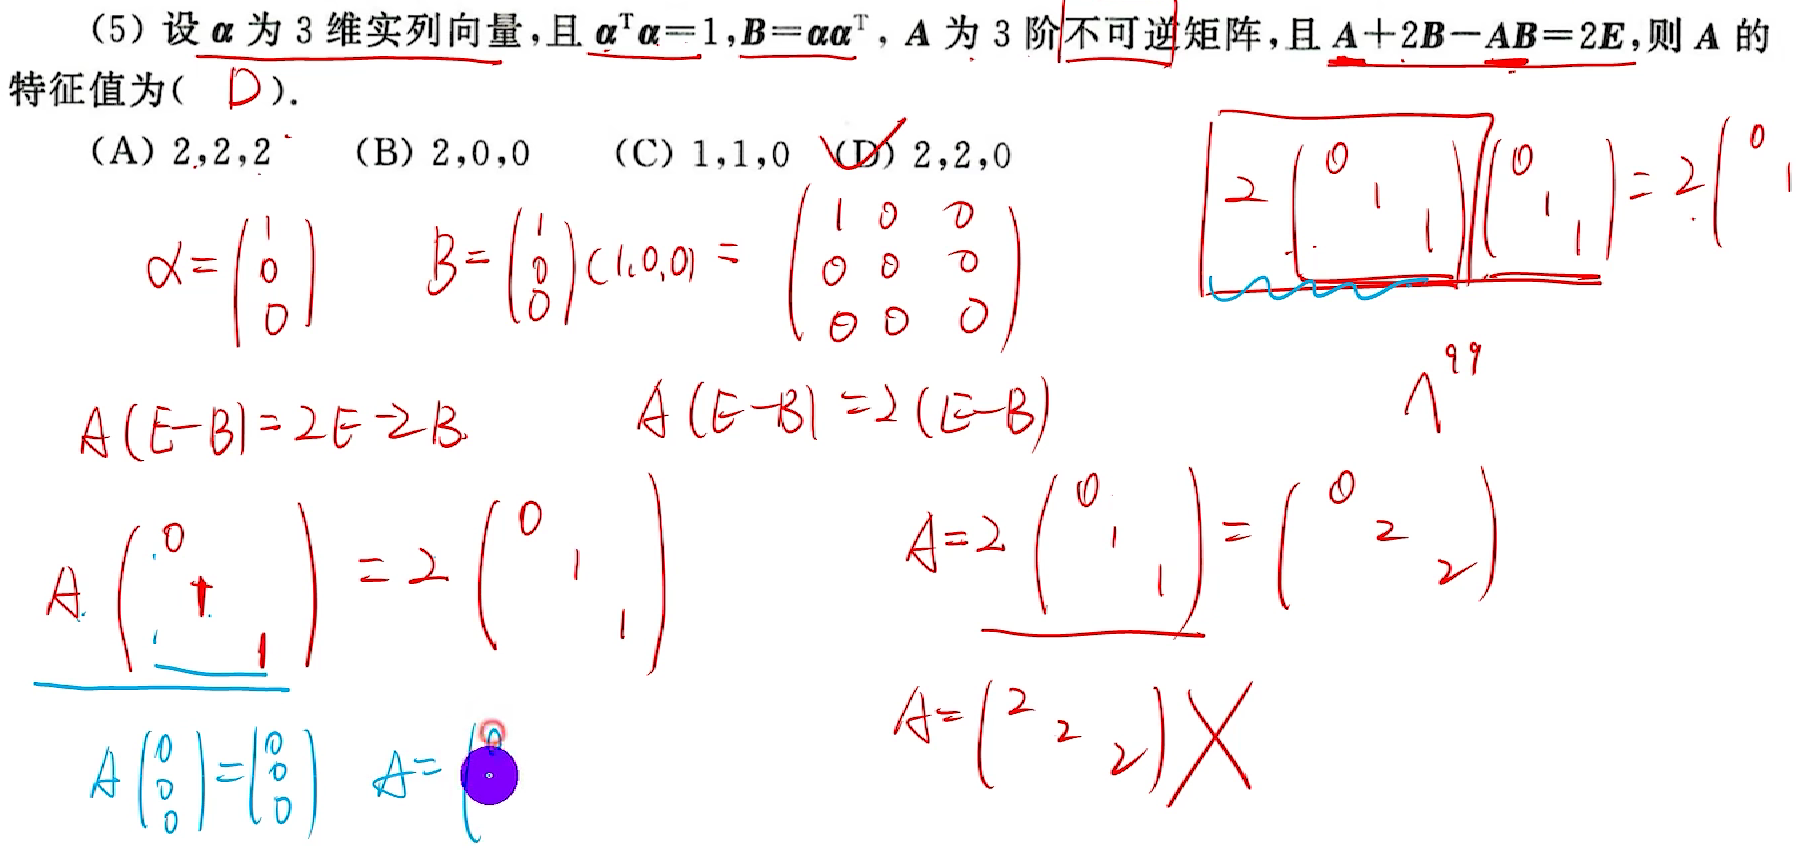 (5) 设 α 为 3 维实列向量,且 αᵀα=1,B=ααᵀ, A 为 3 阶不可逆矩阵,且 A+2B-AB=2E,则 A 的
特征值为( D ).
(A) 2,2,2 (B) 2,0,0 (C) 1,1,0 (D) 2,2,0
2 (0 1 1) (0 1 1) = 2 (0 1
α= (1 0 0) B= (1 0 0) (1,0,0) = (1 0 0 0 0 0 0 0 0)
Λ⁹⁹
A(E-B)=2E-2B A(E-B)=2(E-B)
A (0 1 1) = 2 (0 1 1) A=2 (0 1 1) = (0 2 2)
A (0 0 0) = (0 0 0) A= (0 A= (2 2 2) X